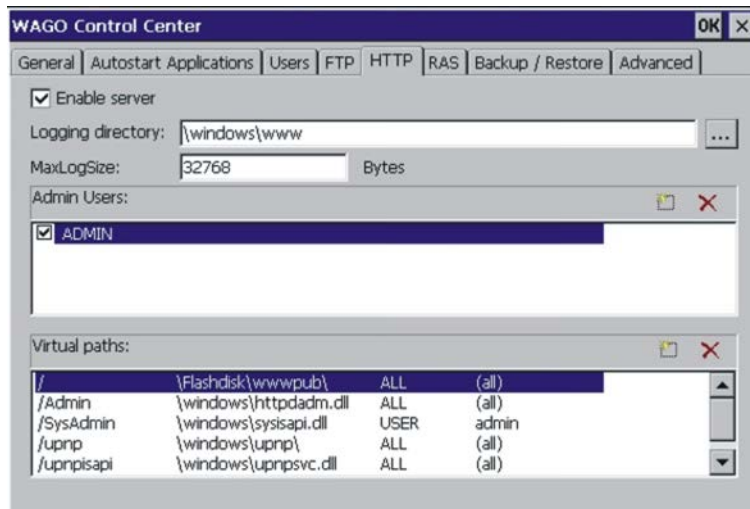 WAGO Control Center OK ×
General Autostart Applications Users FTP HTTP RAS Backup / Restore Advanced
Enable server
Logging directory: \windows\www ...
MaxLogSize: 32768 Bytes
Admin Users:
ADMIN
Virtual paths:
/ \Flashdisk\wwwpub\ ALL (all)
/Admin \windows\httpdadm.dll ALL (all)
/SysAdmin \windows\sysisapi.dll USER admin
/upnp \windows\upnp\ ALL (all)
/upnpisapi \windows\upnpsvc.dll ALL (all)